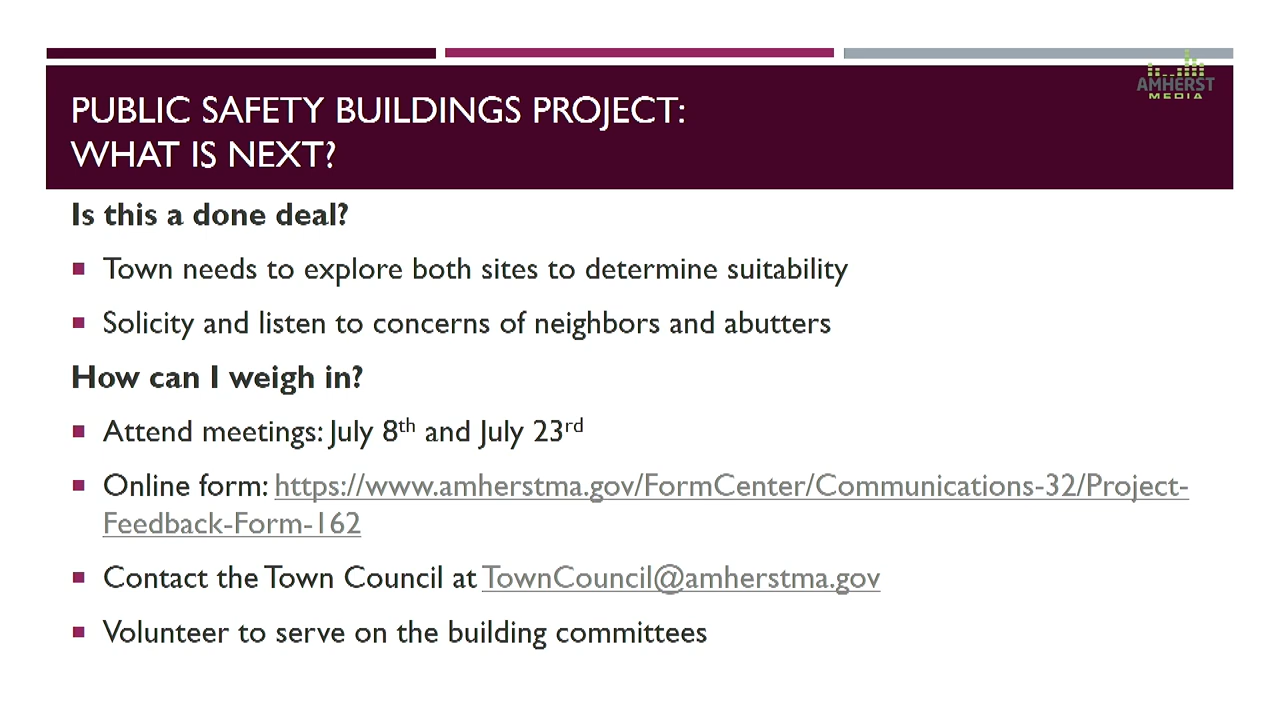 AMHERST
MEDIA
PUBLIC SAFETY BUILDINGS PROJECT:
WHAT IS NEXT?
Is this a done deal?
▪ Town needs to explore both sites to determine suitability
▪ Solicity and listen to concerns of neighbors and abutters
How can I weigh in?
▪ Attend meetings: July 8th and July 23rd
▪ Online form: https://www.amherstma.gov/FormCenter/Communications-32/Project-
Feedback-Form-162
▪ Contact the Town Council at TownCouncil@amherstma.gov
▪ Volunteer to serve on the building committees